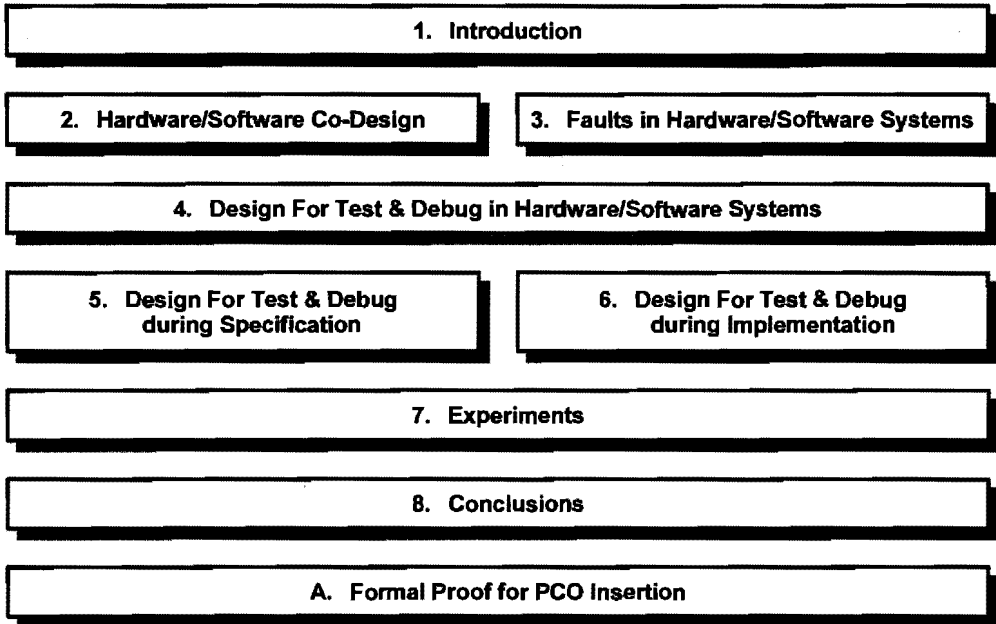 1. Introduction
2. Hardware/Software Co-Design
3. Faults in Hardware/Software Systems
4. Design For Test & Debug in Hardware/Software Systems
5. Design For Test & Debug
during Specification
6. Design For Test & Debug
during Implementation
7. Experiments
8. Conclusions
A. Formal Proof for PCO Insertion